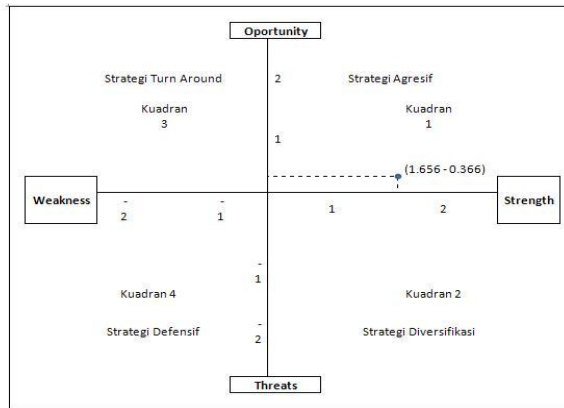 Oportunity
Strategi Turn Around
2
Strategi Agresif
Kuadran
3
Kuadran
1
1
(1.656 - 0.366)
Weakness
-
2
-
1
1
2
Strength
-
1
Kuadran 4
Kuadran 2
Strategi Defensif
-
2
Strategi Diversifikasi
Threats